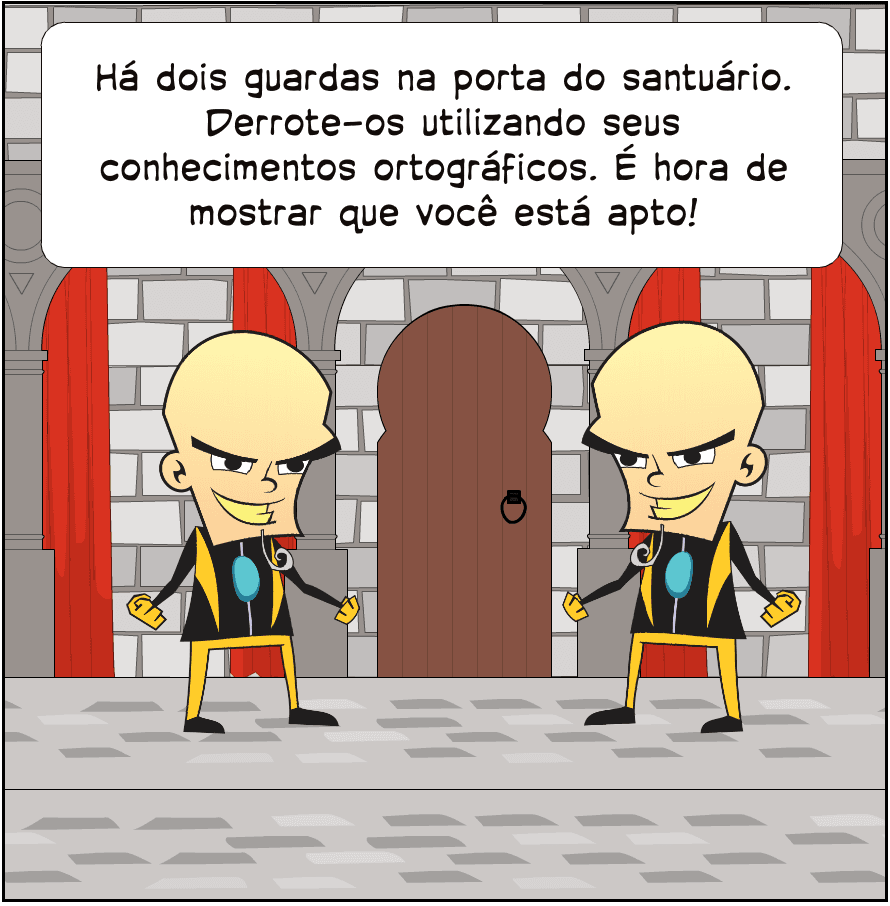 Há dois guardas na porta do santuário.
Derrote-os utilizando seus
conhecimentos ortográficos. É hora de
mostrar que você está apto!